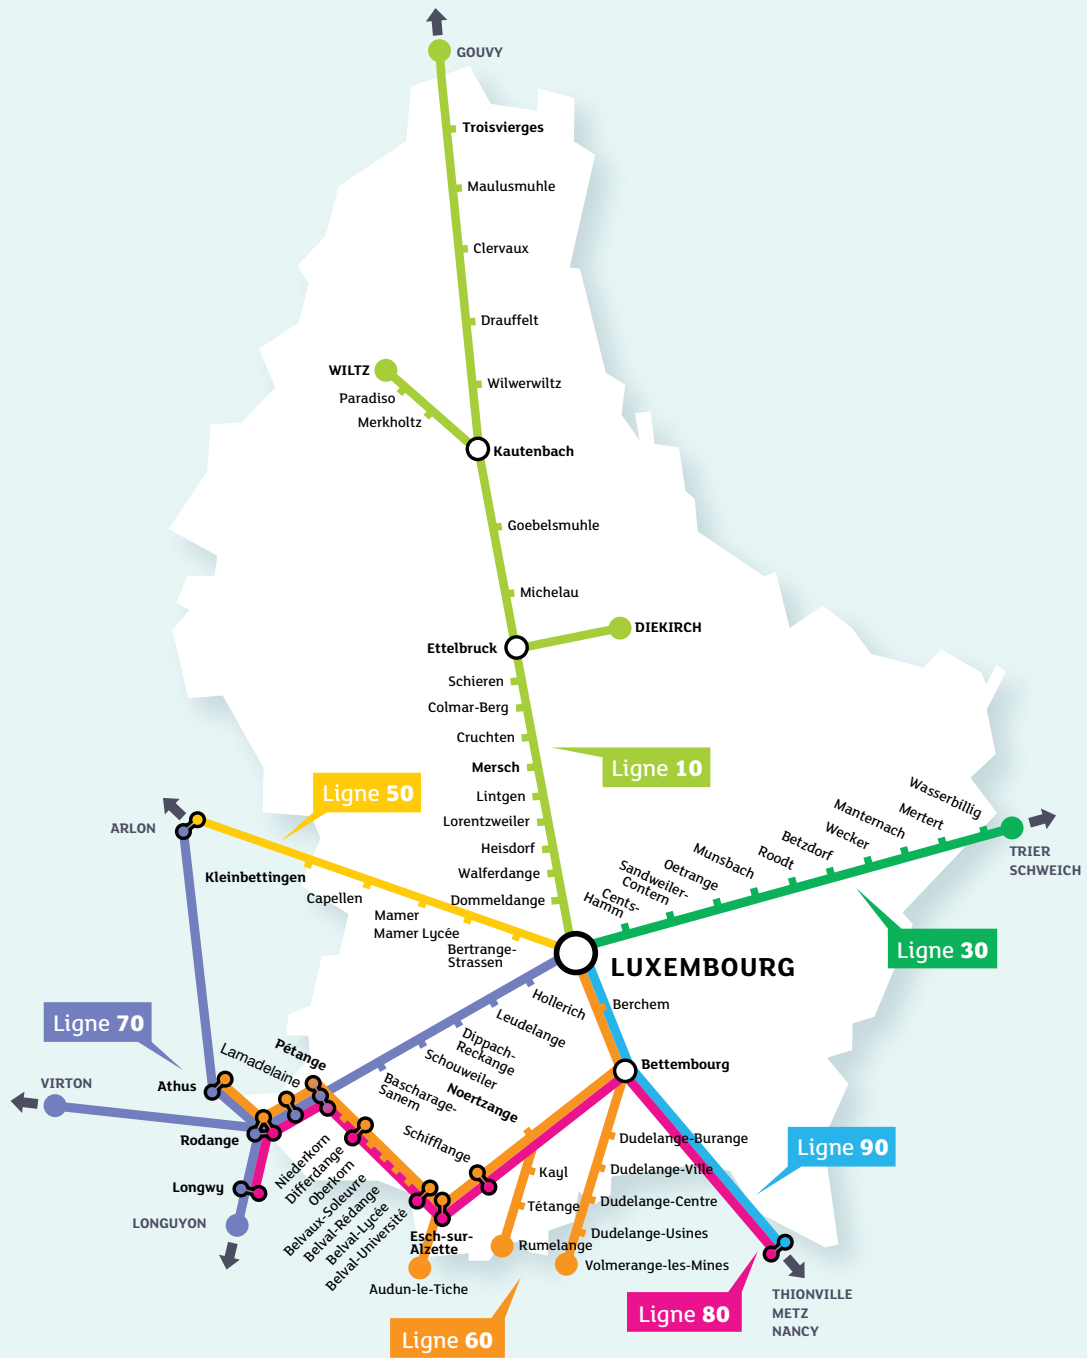 GOUVY
Troisvierges
Maulusmuhle
Clervaux
Drauffelt
WILTZ
Paradiso
Merkholtz
Wilwerwiltz
Kautenbach
Goebelsmuhle
Michelau
DIEKIRCH
Ettelbruck
Schieren
Colmar-Berg
Cruchten
Mersch
Lintgen
Lorentzweiler
Heisdorf
Walferdange
Dommeldange
Ligne 10
Ligne 50
ARLON
Kleinbettingen
Capellen
Mamer
Mamer Lycée
Bertrange-
Strassen
Wasserbillig
Mertert
Manternach
Wecker
Betzdorf
Roodt
Munsbach
Oetrange
Sandweiler-
Contern
Cents-
Hamm
TRIER
SCHWEICH
Ligne 30
LUXEMBOURG
Hollerich
Leudelange
Dippach-
Reckange
Schouweiler
Bascharage-
Sanem
Berchem
Bettembourg
Ligne 70
Lamadelaine
Pétange
Athus
VIRTON
Rodange
Longwy
LONGUYON
Noertzange
Schifflange
Niederkorn
Differdange
Oberkorn
Belvaux-Soleuvre
Belval-Rédange
Belval-Lycée
Belval-Université
Esch-sur-
Alzette
Audun-le-Tiche
Kayl
Tétange
Rumelange
Dudelange-Burange
Dudelange-Ville
Dudelange-Centre
Dudelange-Usines
Volmerange-les-Mines
Ligne 90
Ligne 80
Ligne 60
THIONVILLE
METZ
NANCY